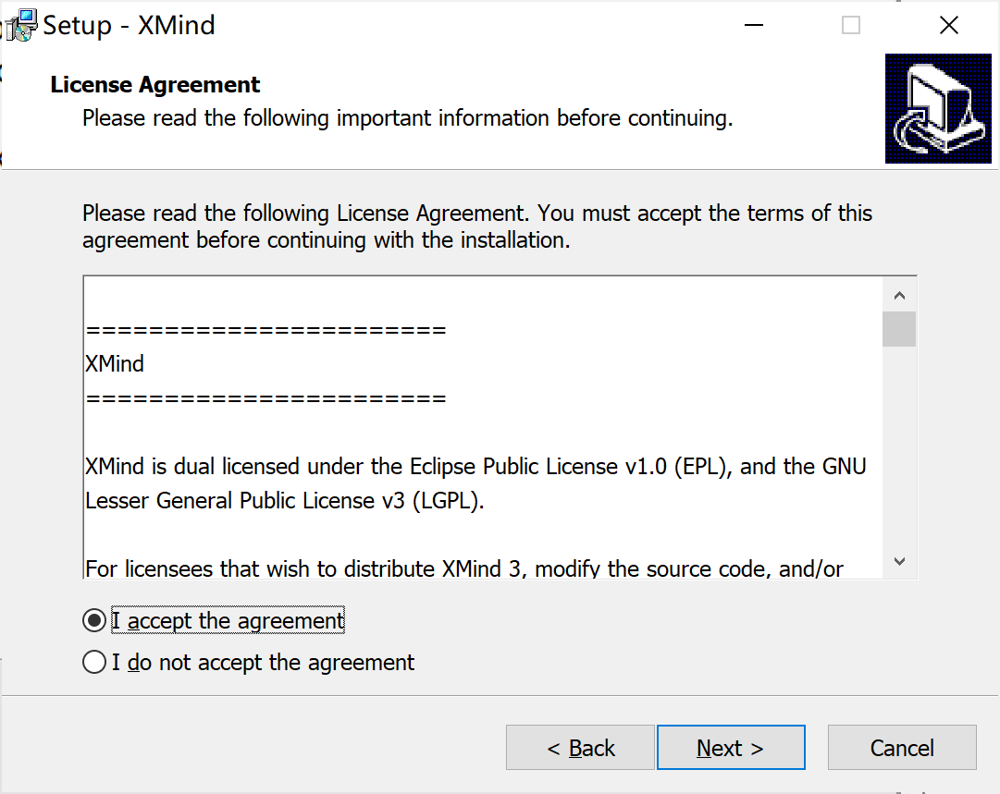 Setup - XMind
License Agreement
Please read the following important information before continuing.
Please read the following License Agreement. You must accept the terms of this
agreement before continuing with the installation.
=======================
XMind
=======================
XMind is dual licensed under the Eclipse Public License v1.0 (EPL), and the GNU
Lesser General Public License v3 (LGPL).
For licensees that wish to distribute XMind 3, modify the source code, and/or
I accept the agreement
I do not accept the agreement
< Back
Next >
Cancel